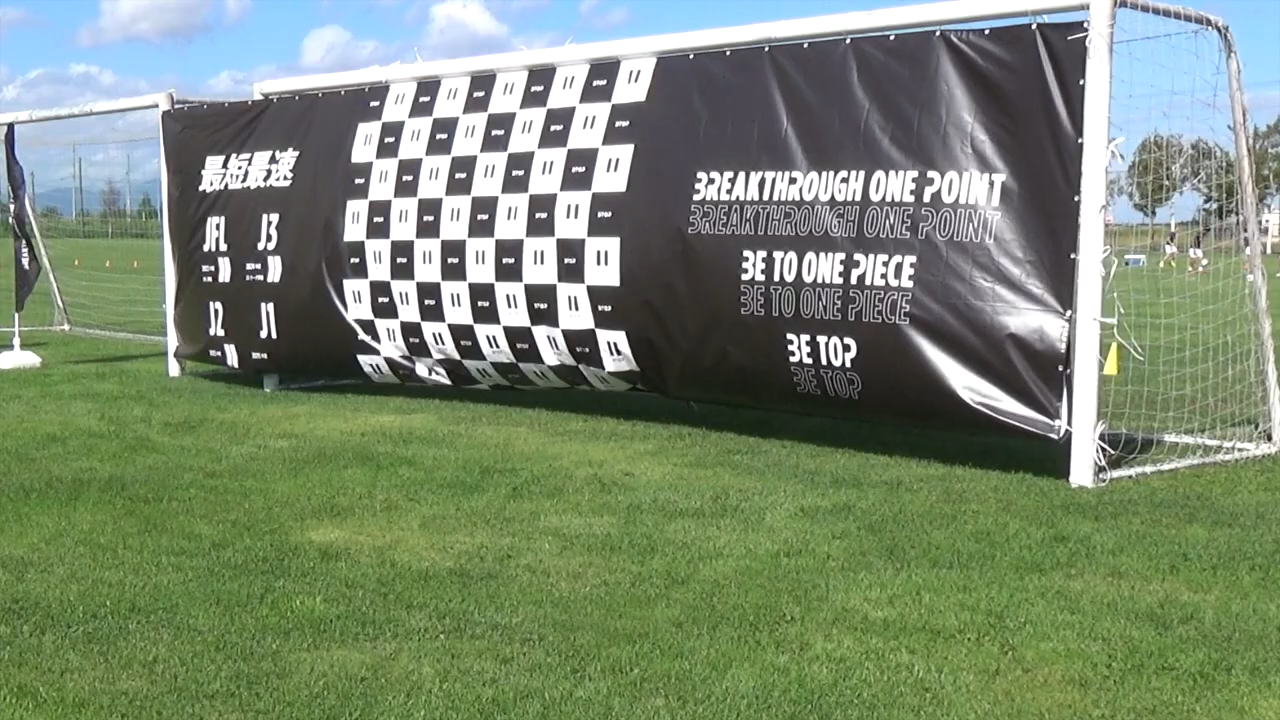 最短最速
JFL J3
J2 J1
BREAKTHROUGH ONE POINT
BREAKTHROUGH ONE POINT
BE TO ONE PIECE
BE TO ONE PIECE
BE TOP
BE TOP